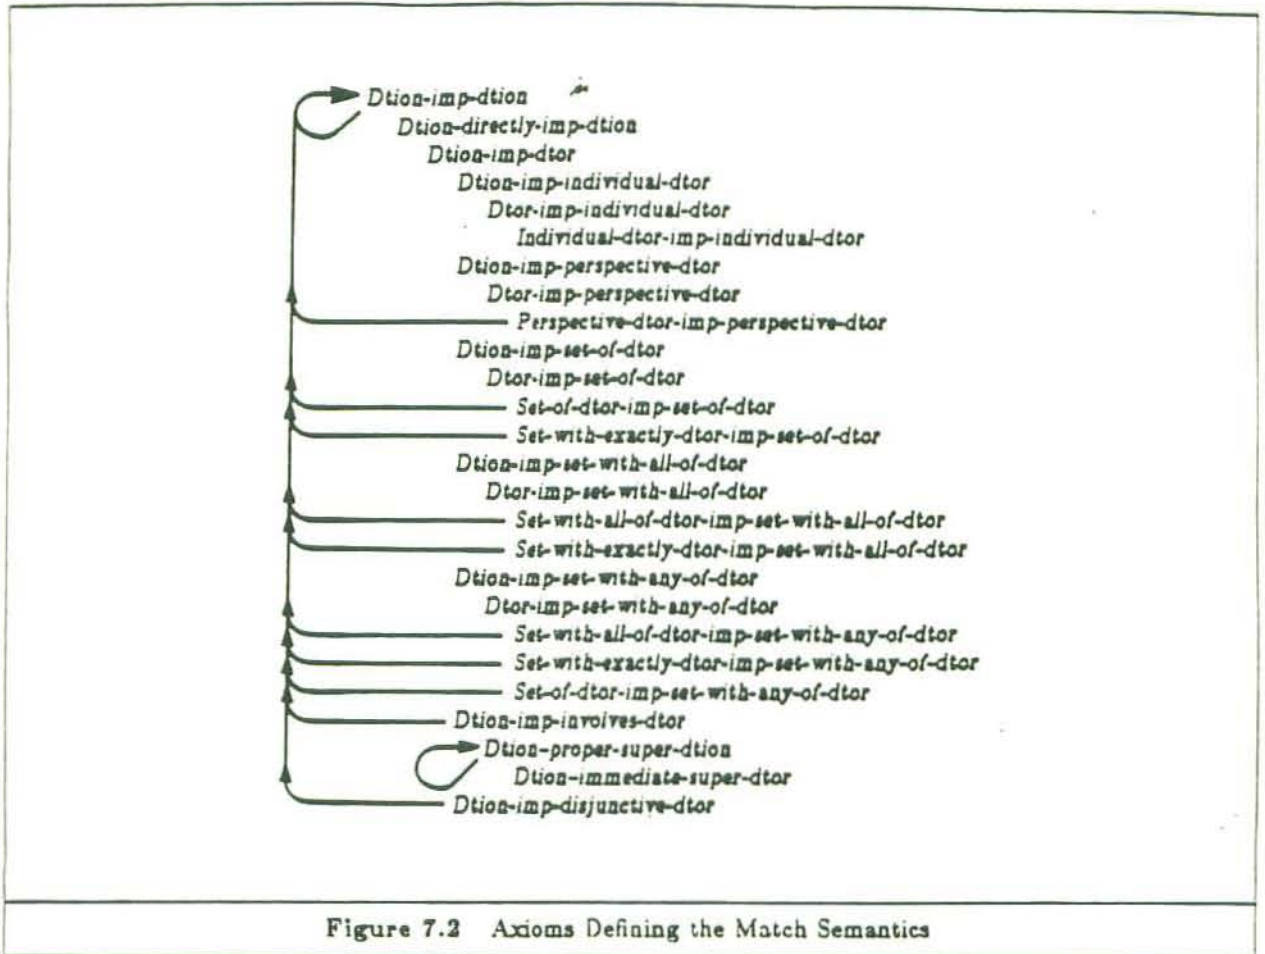 Dtion-imp-dtion
Dtion-directly-imp-dtion
Dtion-imp-dtor
Dtion-imp-individual-dtor
Dtor-imp-individual-dtor
Individual-dtor-imp-individual-dtor
Dtion-imp-perspective-dtor
Dtor-imp-perspective-dtor
Perspective-dtor-imp-perspective-dtor
Dtion-imp-set-of-dtor
Dtor-imp-set-of-dtor
Set-of-dtor-imp-set-of-dtor
Set-with-exactly-dtor-imp-set-of-dtor
Dtion-imp-set-with-all-of-dtor
Dtor-imp-set-with-all-of-dtor
Set-with-all-of-dtor-imp-set-with-all-of-dtor
Set-with-exactly-dtor-imp-set-with-all-of-dtor
Dtion-imp-set-with-any-of-dtor
Dtor-imp-set-with-any-of-dtor
Set-with-all-of-dtor-imp-set-with-any-of-dtor
Set-with-exactly-dtor-imp-set-with-any-of-dtor
Set-of-dtor-imp-set-with-any-of-dtor
Dtion-imp-involves-dtor
Dtion-proper-super-dtion
Dtion-immediate-super-dtor
Dtion-imp-disjunctive-dtor
Figure 7.2 Axioms Defining the Match Semantics